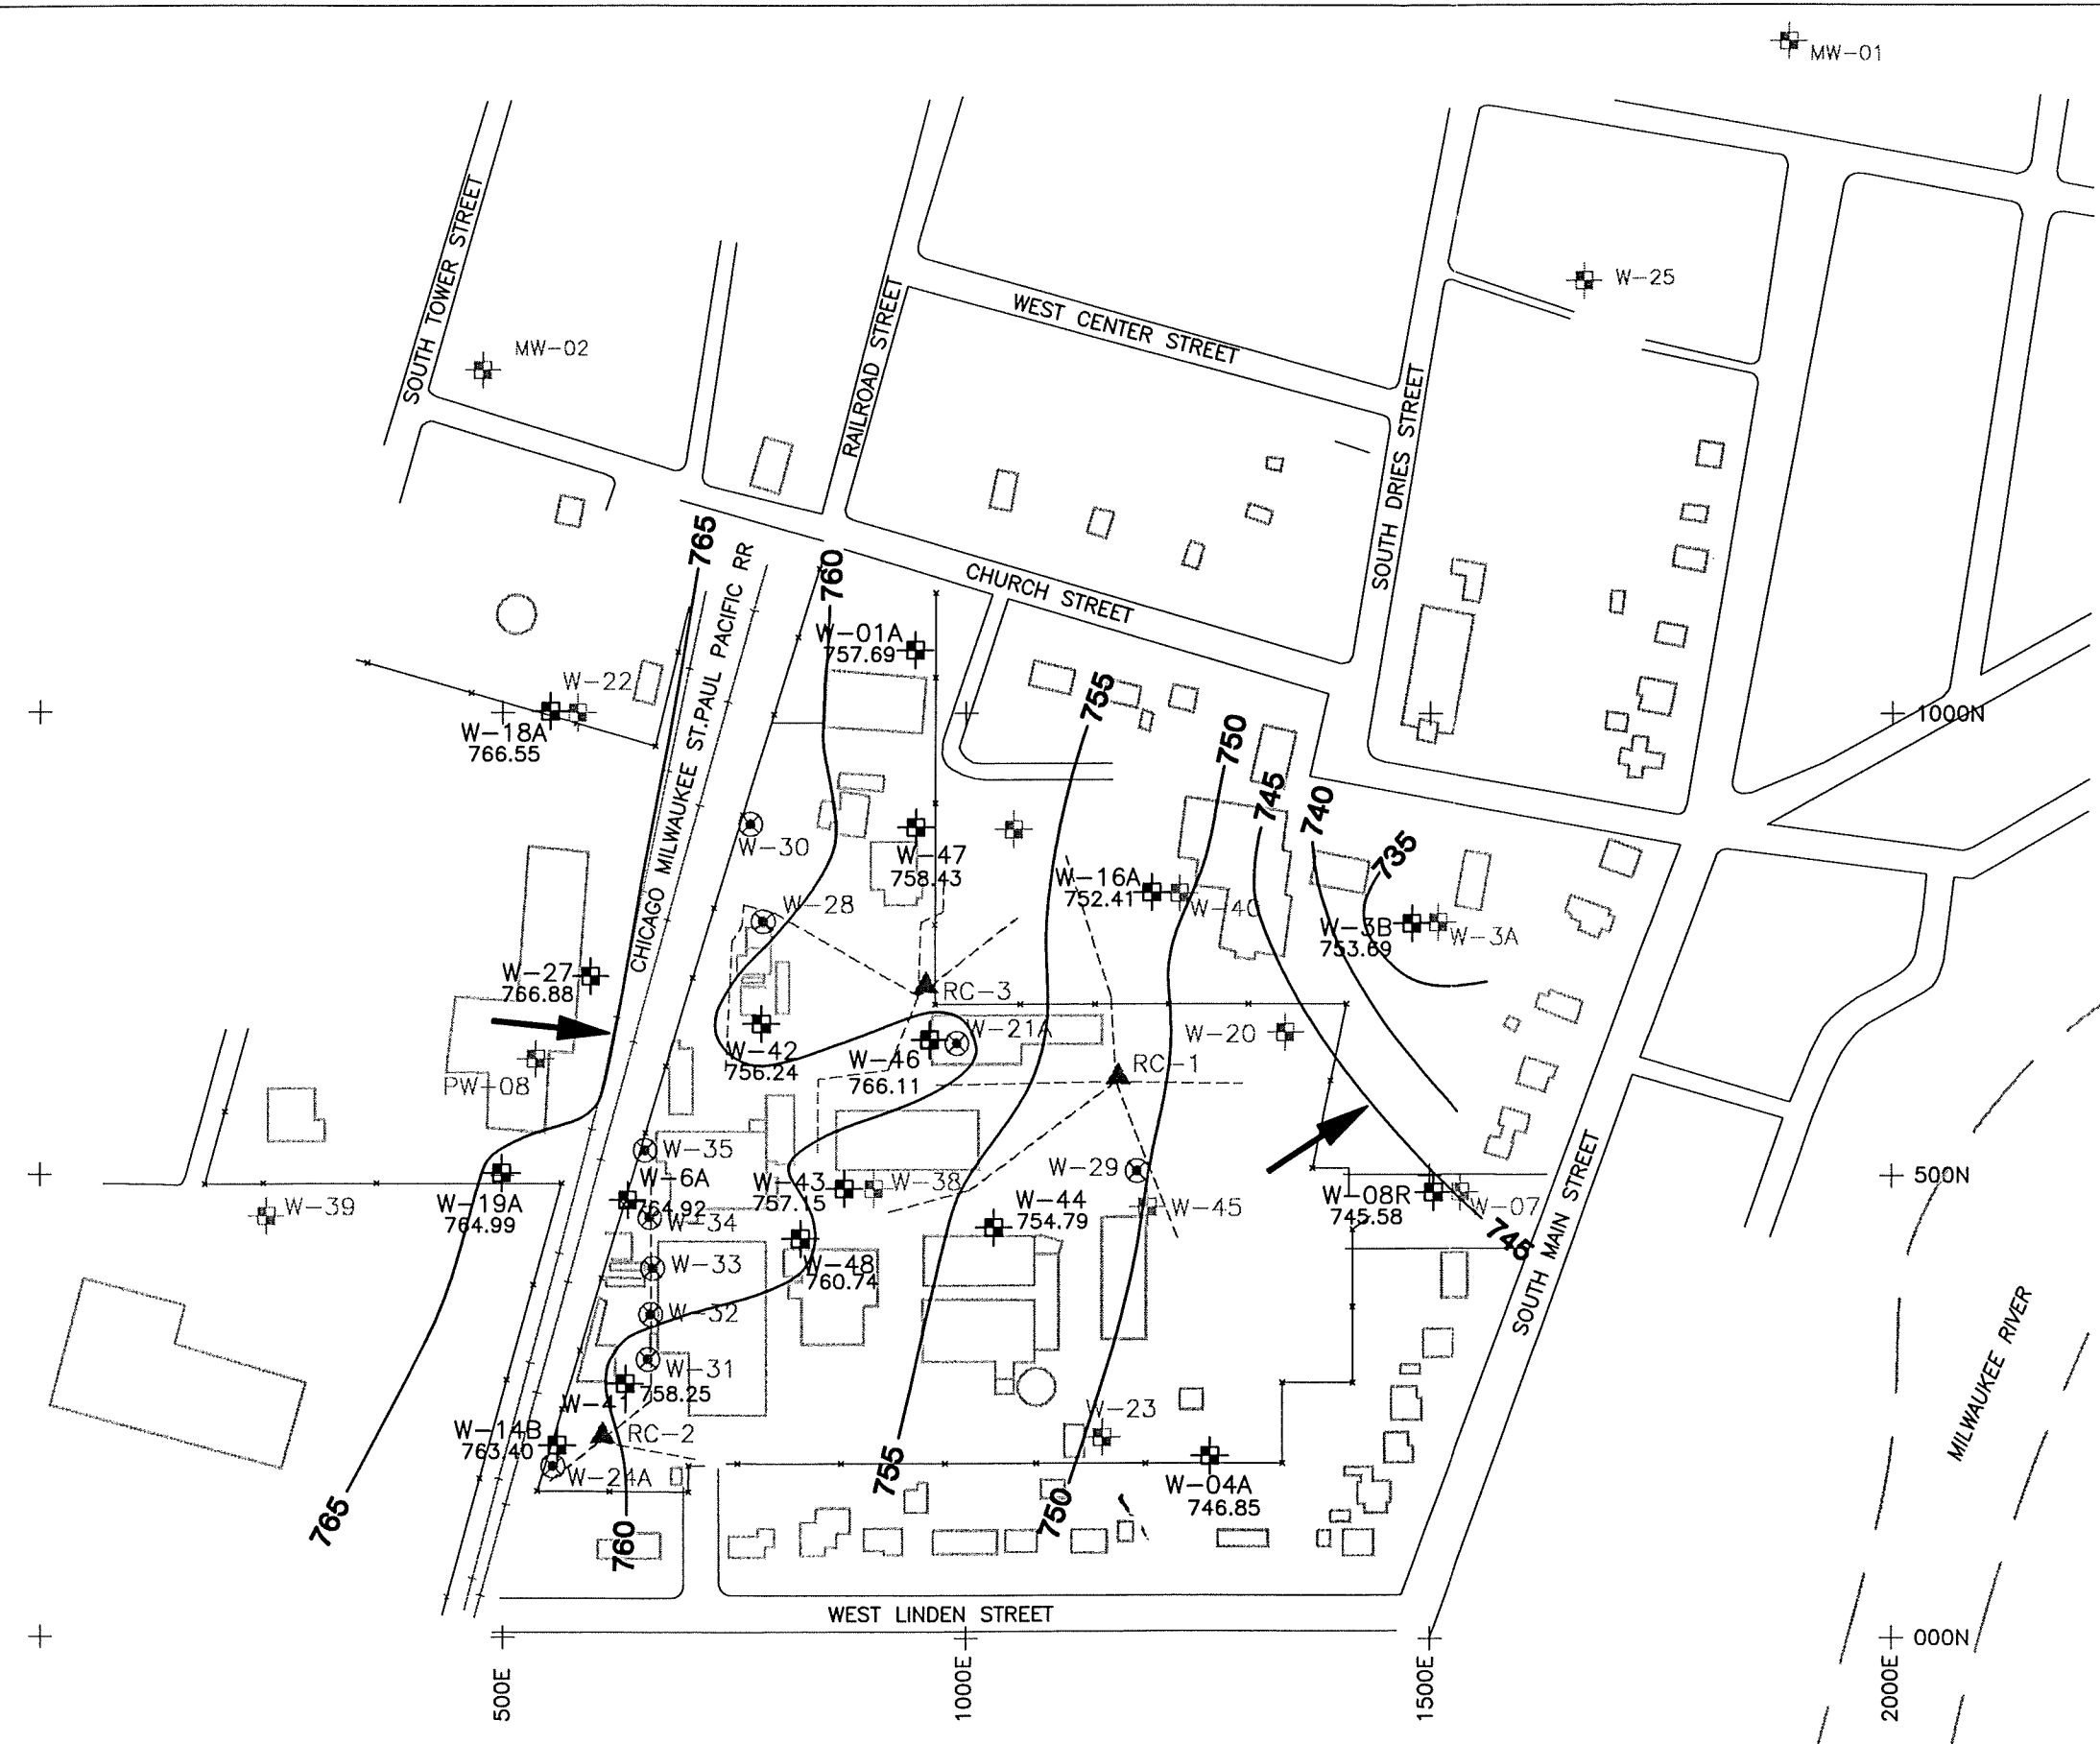 MW-01
SOUTH TOWER STREET
MW-02
RAILROAD STREET
WEST CENTER STREET
W-25
SOUTH DRIES STREET
765
CHICAGO MILWAUKEE ST.PAUL PACIFIC RR
760
CHURCH STREET
W-01A
757.69
W-22
W-18A
766.55
755
750
745
740
735
1000N
W-30
W-47
758.43
W-28
W-16A
752.41
W-40
W-3B
753.69
W-3A
W-27
766.88
RC-3
W-42
756.24
W-46
766.11
W-21A
W-20
RC-1
PW-08
W-35
W-6A
764.92
W-34
W-43
757.15
W-38
W-29
W-45
W-44
754.79
W-08R
745.58
W-07
745
500N
W-39
W-19A
764.99
W-33
W-48
760.74
W-32
W-31
W-41
758.25
W-14B
763.40
RC-2
W-24A
W-23
W-04A
746.85
765
760
755
750
SOUTH MAIN STREET
MILWAUKEE RIVER
WEST LINDEN STREET
000N
500E
1000E
1500E
2000E